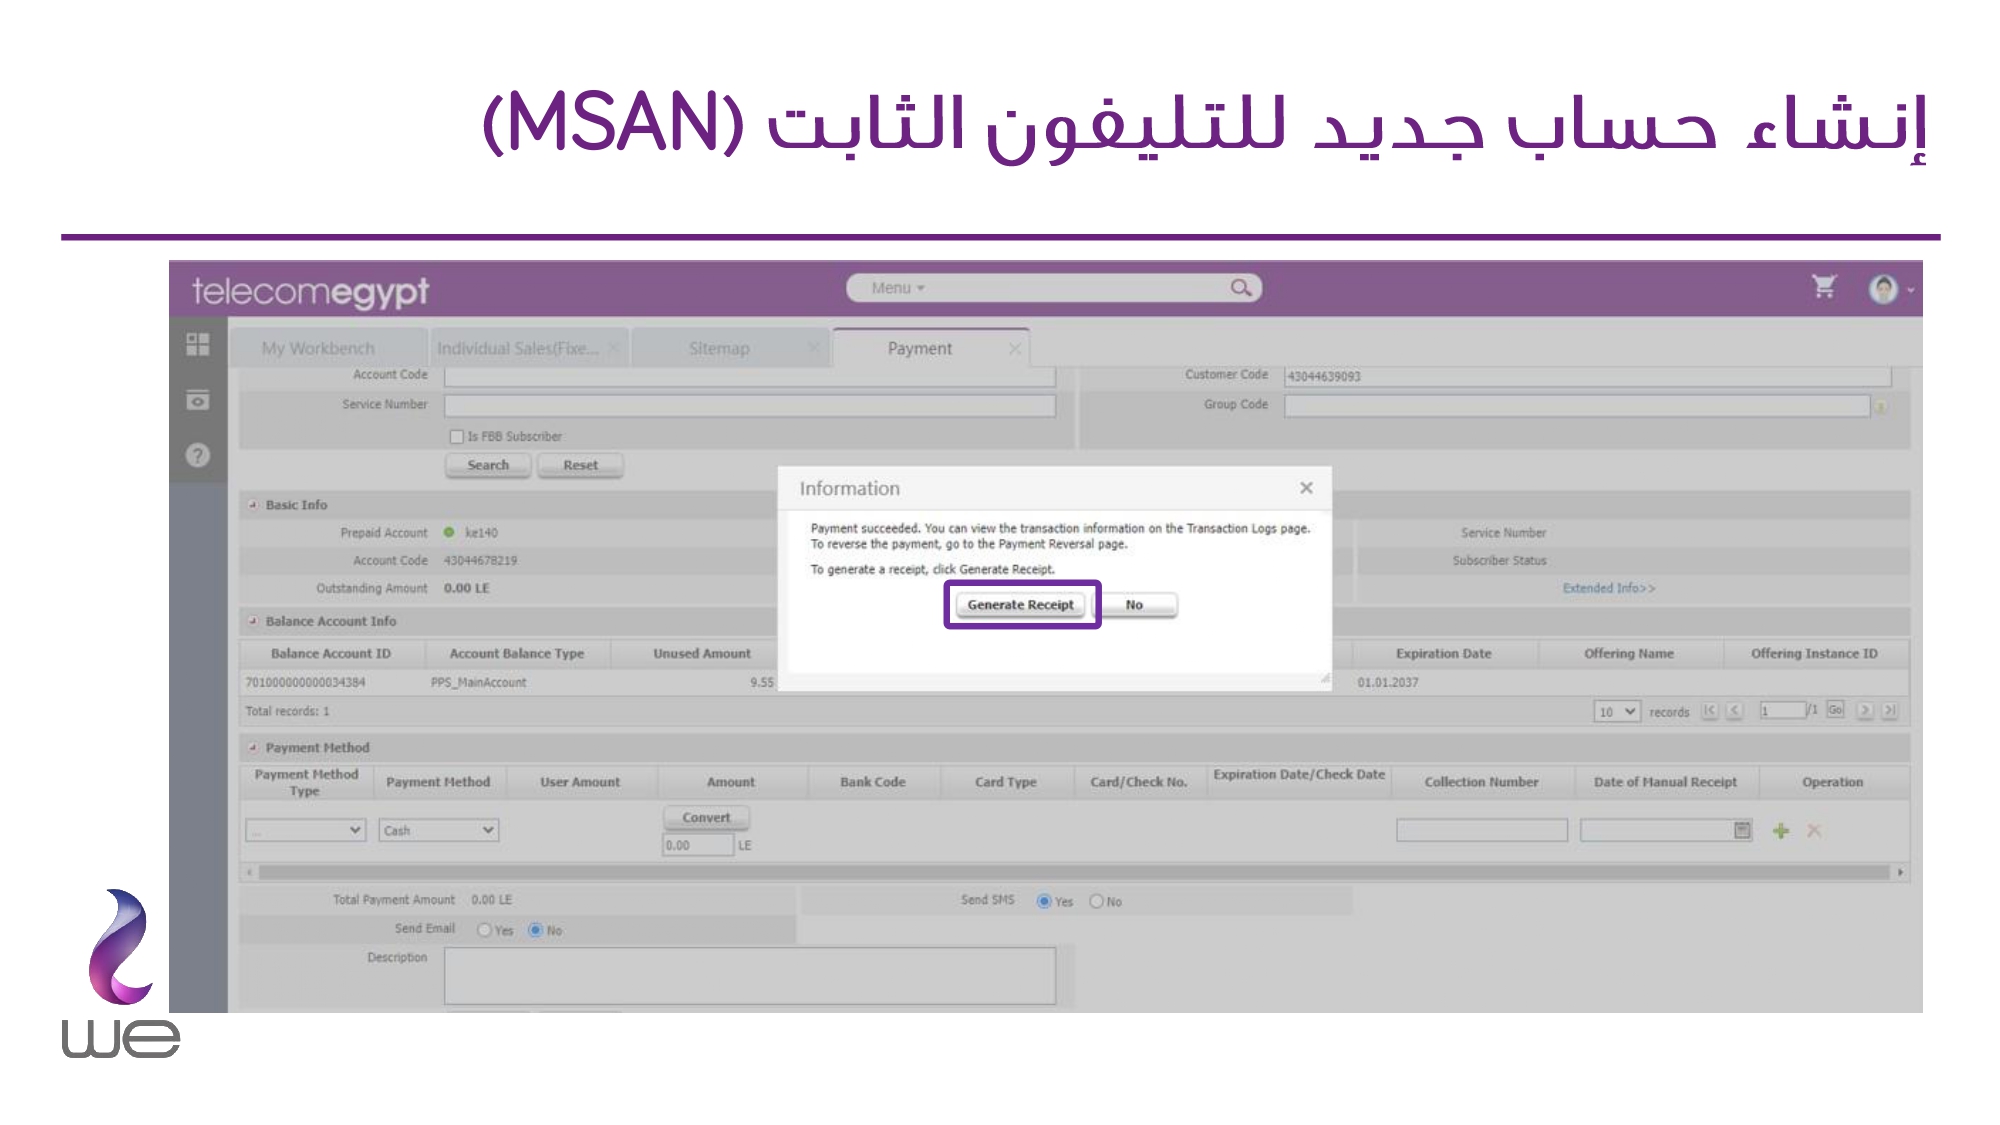 إنشاء حساب جديد للتليفون الثابت (MSAN)
telecomegypt
Menu
My Workbench
Individual Sales(Fixe...
Sitemap
Payment
Account Code
Customer Code 43044639093
Service Number
Group Code
Is FBB Subscriber
Search Reset
Information
Payment succeeded. You can view the transaction information on the Transaction Logs page.
To reverse the payment, go to the Payment Reversal page.
To generate a receipt, click Generate Receipt.
Generate Receipt No
Basic Info
Prepaid Account ke140
Service Number
Account Code 43044678219
Subscriber Status
Outstanding Amount 0.00 LE
Extended Info>>
Balance Account Info
Balance Account ID Account Balance Type Unused Amount Expiration Date Offering Name Offering Instance ID
701000000000034384 PPS_MainAccount 9.55 01.01.2037
Total records: 1
10 records 1 /1 Go
Payment Method
Payment Method Type Payment Method User Amount Amount Bank Code Card Type Card/Check No. Expiration Date/Check Date Collection Number Date of Manual Receipt Operation
... Cash
Convert
0.00 LE
Total Payment Amount 0.00 LE
Send SMS Yes No
Send Email Yes No
Description
we